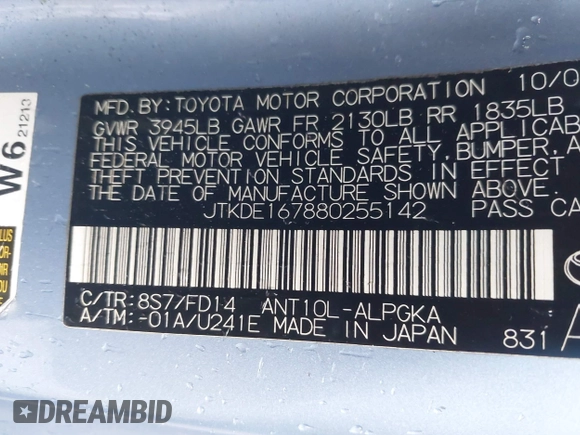 MFD. BY: TOYOTA MOTOR CORPORATION 10/0
GVWR 3945LB GAWR FR 2130LB RR 1835LB
THIS VEHICLE CONFORMS TO ALL APPLICAB
FEDERAL MOTOR VEHICLE SAFETY, BUMPER, A
THEFT PREVENTION STANDARDS IN EFFECT ON
THE DATE OF MANUFACTURE SHOWN ABOVE.
JTKDE167880255142 PASS CA
C/TR: 8S7/FD14 ANT10L-ALPGKA
A/TM: -01A/U241E MADE IN JAPAN
831 A
W6
21213
DREAMBID